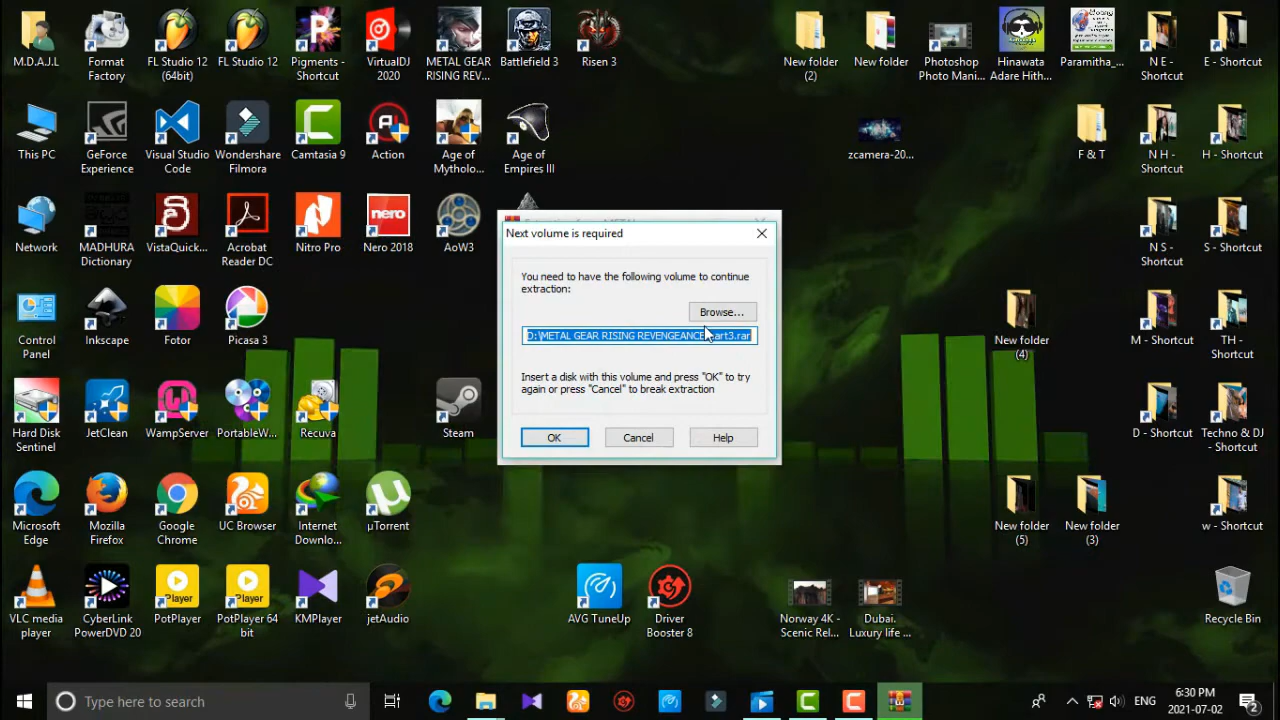 M.D.A.J.L
Format
Factory
FL Studio 12
(64bit)
FL Studio 12
Pigments -
Shortcut
VirtualDJ
2020
METAL GEAR
RISING REV...
Battlefield 3
Risen 3
New folder
(2)
New folder
Photoshop
Photo Mani...
Hinawata
Adare Hith...
Paramitha_...
N E -
Shortcut
E - Shortcut
This PC
GeForce
Experience
Visual Studio
Code
Wondershare
Filmora
Camtasia 9
Action
Age of
Mytholo...
Age of
Empires III
zcamera-20...
F & T
N H -
Shortcut
H - Shortcut
Network
MADHURA
Dictionary
VistaQuick...
Acrobat
Reader DC
Nitro Pro
nero
Nero 2018
AoW3
N S -
Shortcut
S - Shortcut
Next volume is required
You need to have the following volume to continue
extraction:
Browse...
D:\METAL GEAR RISING REVENGEANCE.part3.rar
Insert a disk with this volume and press "OK" to try
again or press "Cancel" to break extraction
OK
Cancel
Help
Control
Panel
Inkscape
Fotor
Picasa 3
New folder
(4)
M - Shortcut
TH -
Shortcut
Hard Disk
Sentinel
JetClean
WampServer
PortableW...
Recuva
Steam
D - Shortcut
Techno & DJ
- Shortcut
Microsoft
Edge
Mozilla
Firefox
Google
Chrome
UC Browser
Internet
Downlo...
µTorrent
New folder
(5)
New folder
(3)
w - Shortcut
VLC media
player
CyberLink
PowerDVD 20
Player
PotPlayer
Player
PotPlayer 64
bit
KMPlayer
jetAudio
AVG TuneUp
Driver
Booster 8
Norway 4K -
Scenic Rel...
Dubai.
Luxury life ...
Recycle Bin
Type here to search
ENG
6:30 PM
2021-07-02
2